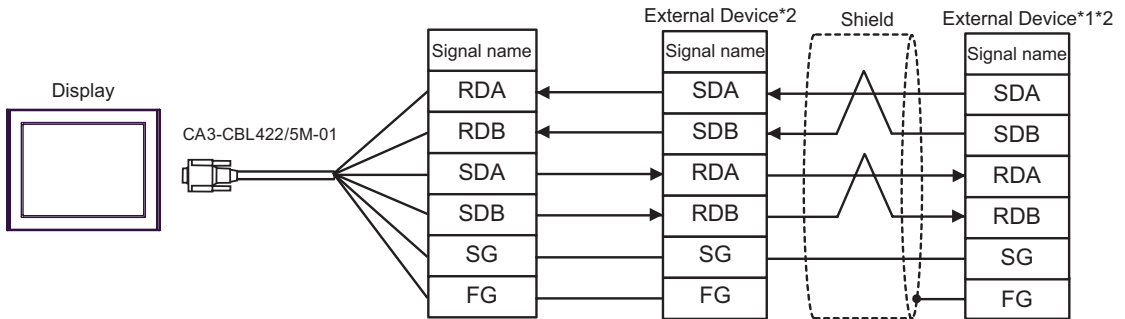 External Device*2
Shield
External Device*1*2
Display
CA3-CBL422/5M-01
Signal name
RDA
RDB
SDA
SDB
SG
FG
Signal name
SDA
SDB
RDA
RDB
SG
FG
Signal name
SDA
SDB
RDA
RDB
SG
FG